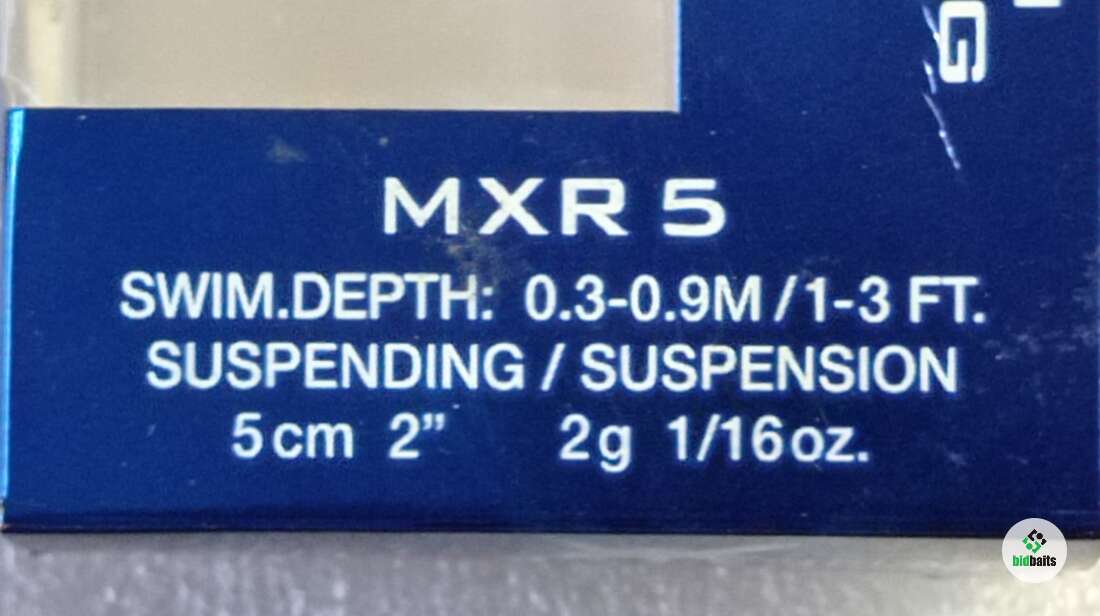 G
MXR 5
SWIM.DEPTH: 0.3-0.9M / 1-3 FT.
SUSPENDING / SUSPENSION
5cm 2” 2g 1/16oz.
bidbaits